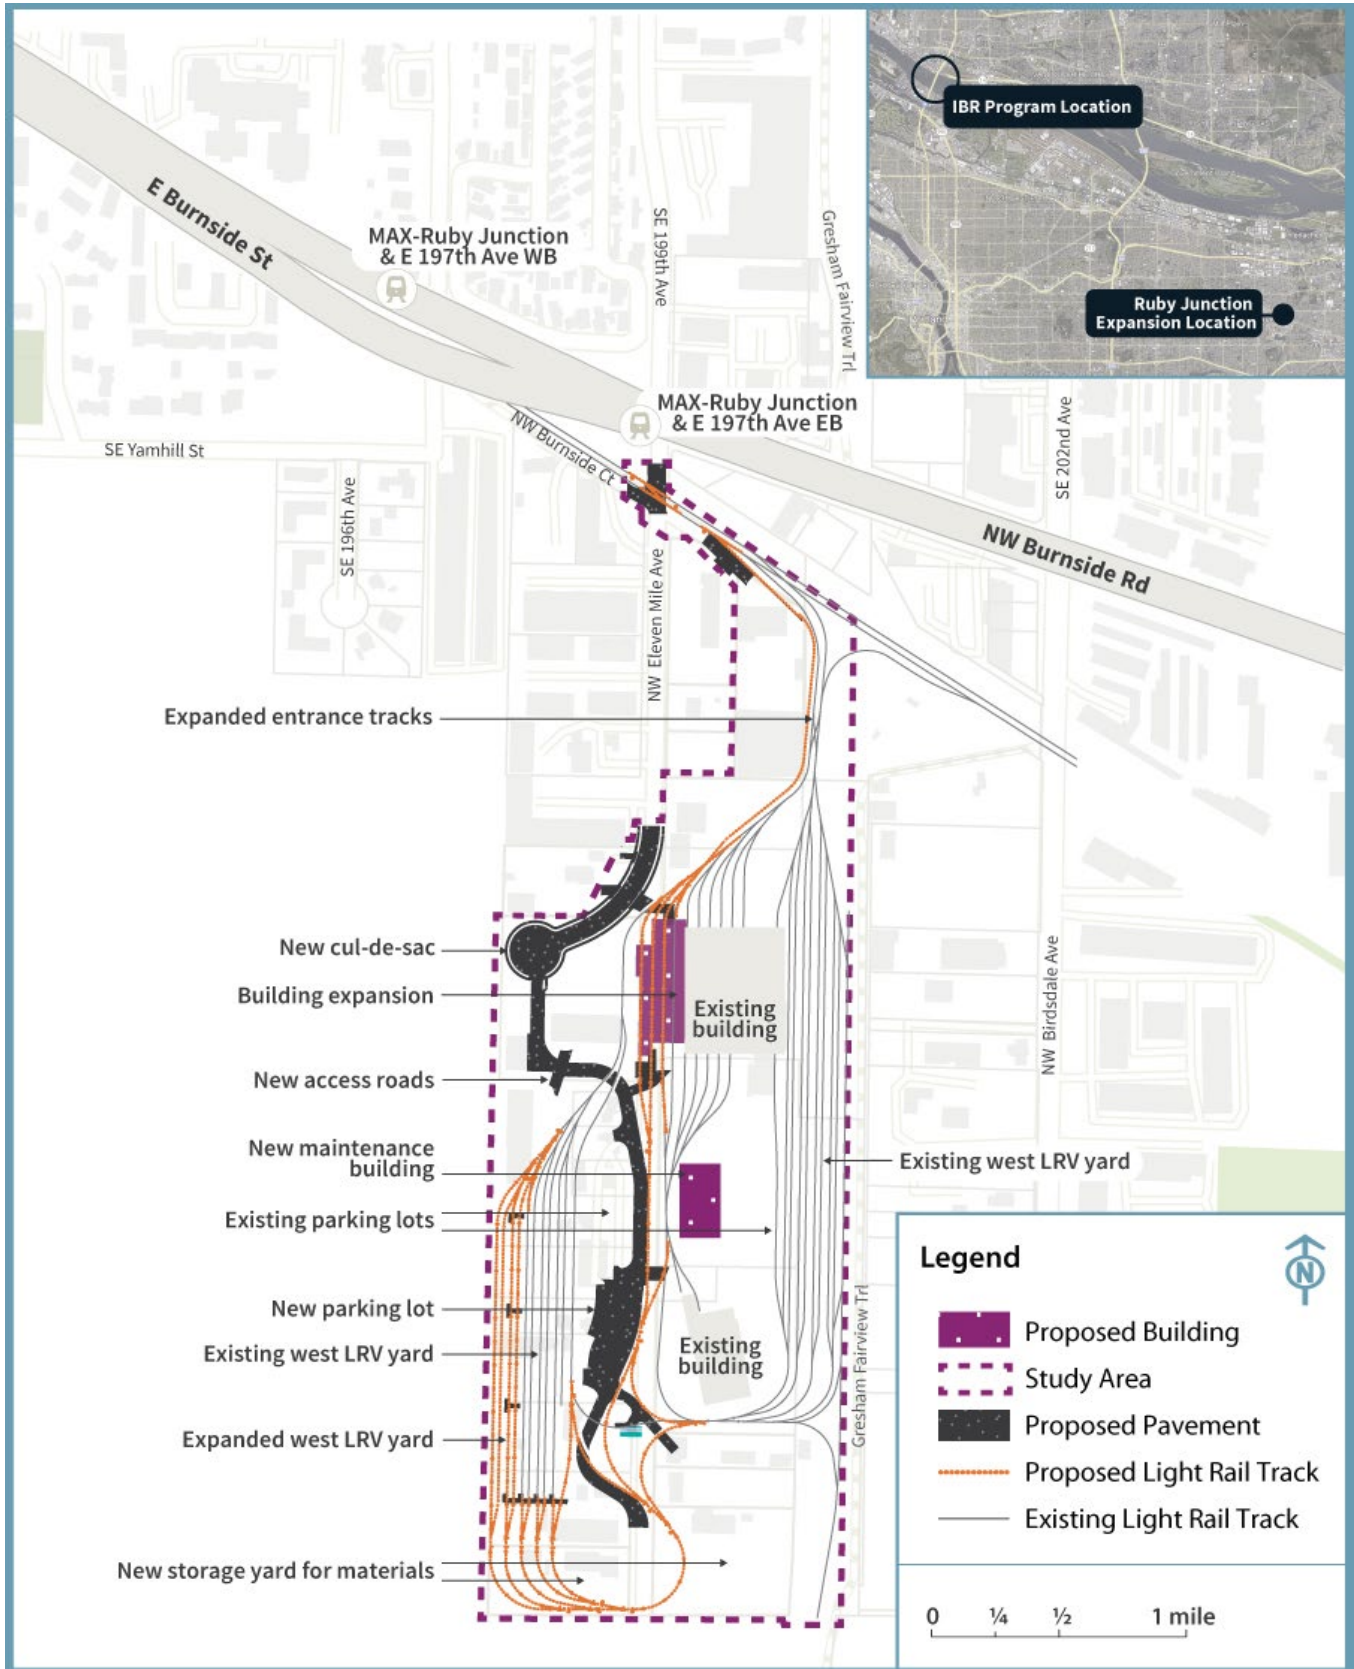 IBR Program Location
Ruby Junction
Expansion Location
E Burnside St
MAX-Ruby Junction
& E 197th Ave WB
SE 199th Ave
Gresham Fairview Trl
MAX-Ruby Junction
& E 197th Ave EB
NW Burnside Ct
SE Yamhill St
SE 196th Ave
SE 202nd Ave
NW Burnside Rd
NW Eleven Mile Ave
Expanded entrance tracks
New cul-de-sac
Building expansion
Existing
building
NW Birdsdale Ave
New access roads
New maintenance
building
Existing west LRV yard
Existing parking lots
New parking lot
Existing west LRV yard
Existing
building
Gresham Fairview Trl
Expanded west LRV yard
New storage yard for materials
Legend
N
Proposed Building
Study Area
Proposed Pavement
Proposed Light Rail Track
Existing Light Rail Track
0 ¼ ½ 1 mile